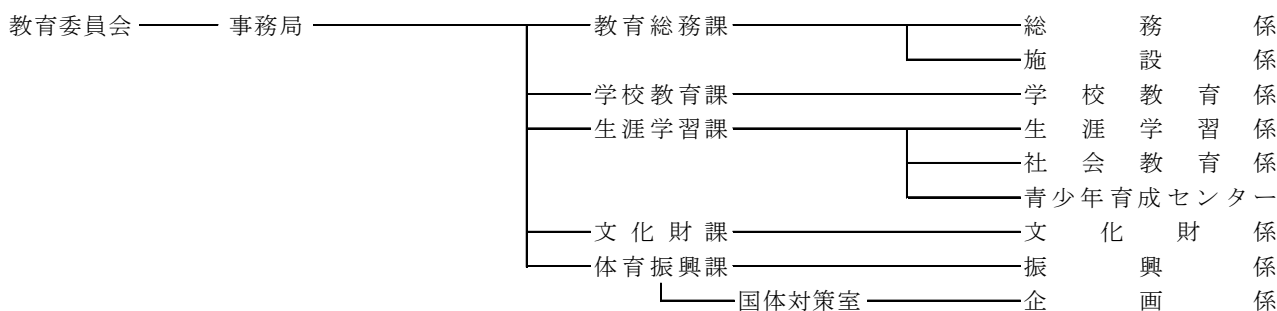 教育委員会 事務局 教育総務課 総務係
施設係
学校教育課 学校教育係
生涯学習課 生涯学習係
社会教育係
青少年育成センター
文化財課 文化財係
体育振興課 振興係
国体対策室 企画係